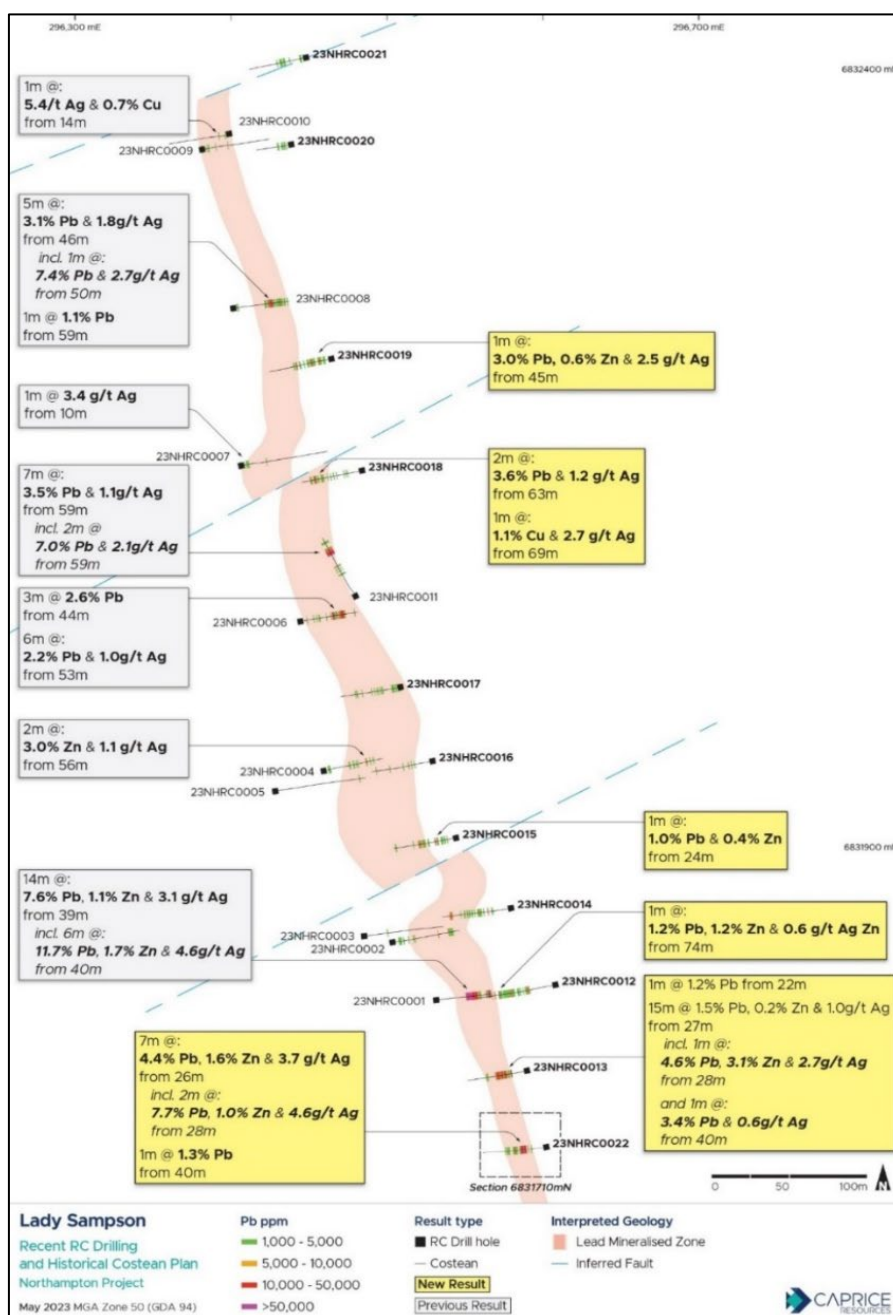 296,300 mE
296,700 mE
23NHRC0021
6832400 m
1m @:
5.4/t Ag & 0.7% Cu
from 14m
23NHRC0010
23NHRC0009
23NHRC0020
5m @:
3.1% Pb & 1.8g/t Ag
from 46m
incl. 1m @:
7.4% Pb & 2.7g/t Ag
from 50m
1m @ 1.1% Pb
from 59m
23NHRC0008
23NHRC0019
1m @:
3.0% Pb, 0.6% Zn & 2.5 g/t Ag
from 45m
1m @ 3.4 g/t Ag
from 10m
23NHRC0007
23NHRC0018
2m @:
3.6% Pb & 1.2 g/t Ag
from 63m
1m @:
1.1% Cu & 2.7 g/t Ag
from 69m
7m @:
3.5% Pb & 1.1g/t Ag
from 59m
incl. 2m @
7.0% Pb & 2.1g/t Ag
from 59m
23NHRC0011
3m @ 2.6% Pb
from 44m
6m @:
2.2% Pb & 1.0g/t Ag
from 53m
23NHRC0006
23NHRC0017
2m @:
3.0% Zn & 1.1 g/t Ag
from 56m
23NHRC0004
23NHRC0016
23NHRC0005
23NHRC0015
1m @:
1.0% Pb & 0.4% Zn
from 24m
6831900 m
14m @:
7.6% Pb, 1.1% Zn & 3.1 g/t Ag
from 39m
incl. 6m @:
11.7% Pb, 1.7% Zn & 4.6g/t Ag
from 40m
23NHRC0014
23NHRC0003
23NHRC0002
1m @:
1.2% Pb, 1.2% Zn & 0.6 g/t Ag Zn
from 74m
23NHRC0012
23NHRC0001
1m @ 1.2% Pb from 22m
15m @ 1.5% Pb, 0.2% Zn & 1.0g/t Ag
from 27m
incl. 1m @:
4.6% Pb, 3.1% Zn & 2.7g/t Ag
from 28m
and 1m @:
3.4% Pb & 0.6g/t Ag
from 40m
7m @:
4.4% Pb, 1.6% Zn & 3.7 g/t Ag
from 26m
incl. 2m @:
7.7% Pb, 1.0% Zn & 4.6g/t Ag
from 28m
1m @ 1.3% Pb
from 40m
23NHRC0013
23NHRC0022
Section 6831710mN
0 50 100m
N
Lady Sampson
Recent RC Drilling
and Historical Costean Plan
Northampton Project
May 2023 MGA Zone 50 (GDA 94)
Pb ppm
1,000 - 5,000
5,000 - 10,000
10,000 - 50,000
>50,000
Result type
RC Drill hole
Costean
New Result
Previous Result
Interpreted Geology
Lead Mineralised Zone
Inferred Fault
CAPRICE
RESOURCES